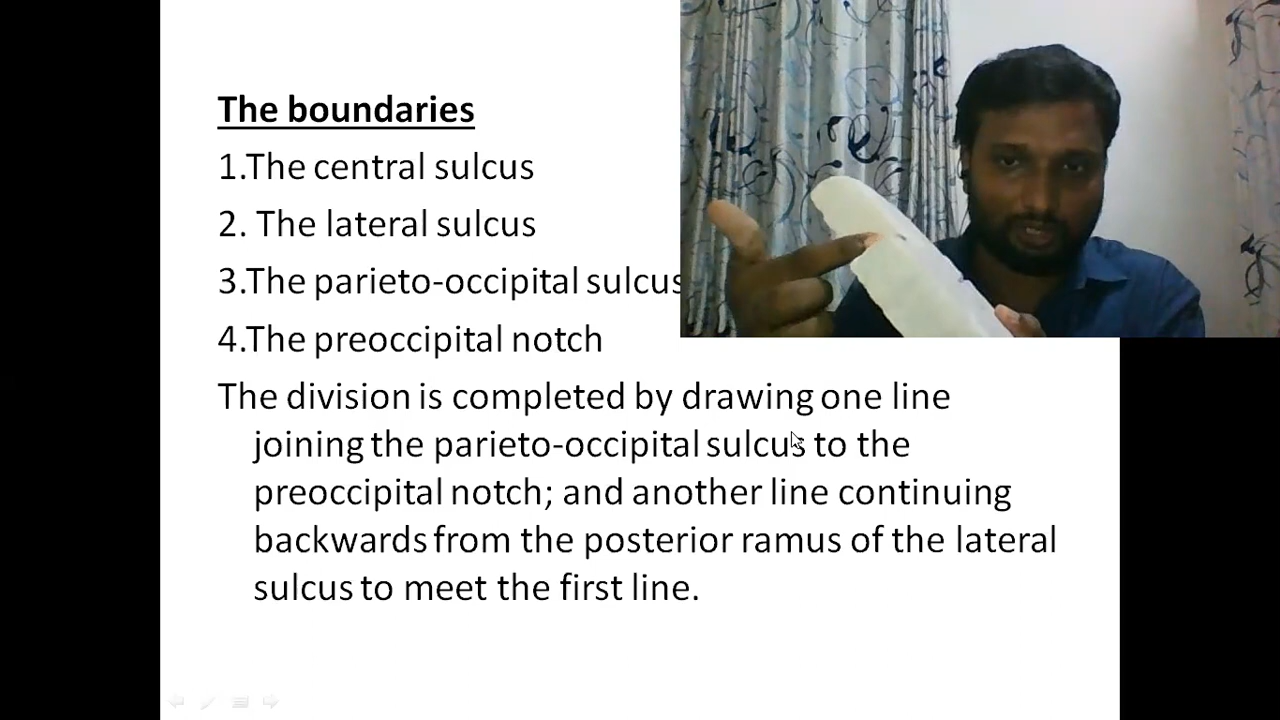 The boundaries
1.The central sulcus
2. The lateral sulcus
3.The parieto-occipital sulcus
4.The preoccipital notch
The division is completed by drawing one line
joining the parieto-occipital sulcus to the
preoccipital notch; and another line continuing
backwards from the posterior ramus of the lateral
sulcus to meet the first line.